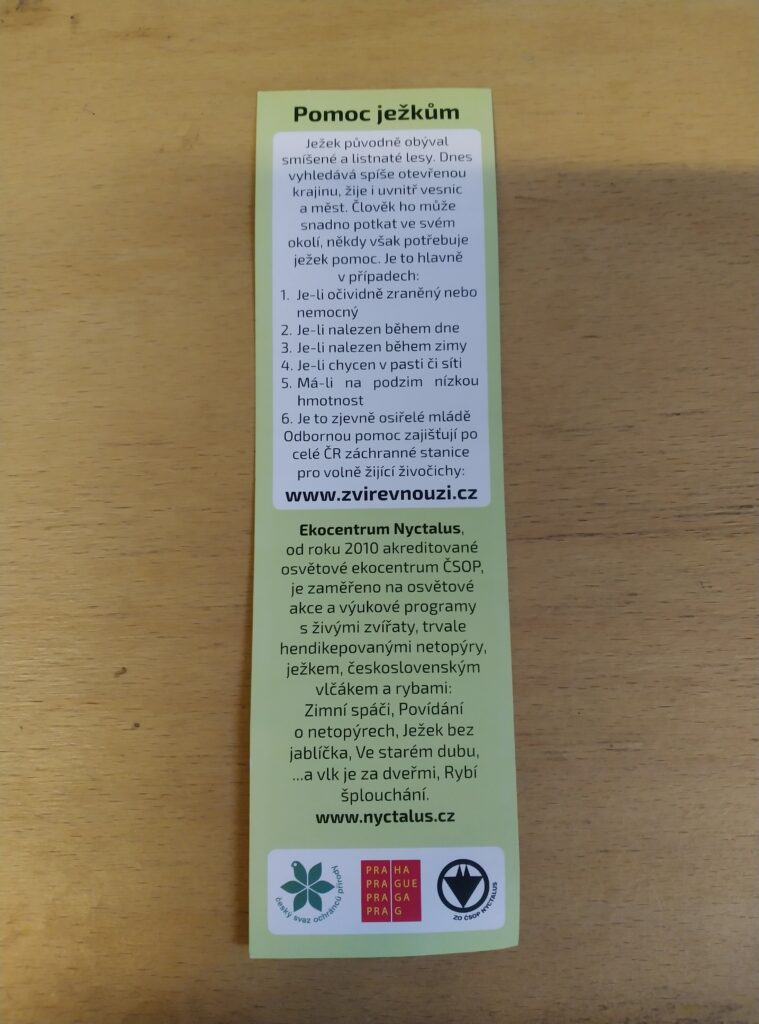 Pomoc ježkům
Ježek původně obýval
smíšené a listnaté lesy. Dnes
vyhledává spíše otevřenou
krajinu, žije i uvnitř vesnic
a měst. Člověk ho může
snadno potkat ve svém
okolí, někdy však potřebuje
ježek pomoc. Je to hlavně
v případech:
1. Je-li očividně zraněný nebo
nemocný
2. Je-li nalezen během dne
3. Je-li nalezen během zimy
4. Je-li chycen v pasti či síti
5. Má-li na podzim nízkou
hmotnost
6. Je to zjevně osiřelé mládě
Odbornou pomoc zajišťují po
celé ČR záchranné stanice
pro volně žijící živočichy:
www.zvirevnouzi.cz
Ekocentrum Nyctalus,
od roku 2010 akreditované
osvětové ekocentrum ČSOP,
je zaměřeno na osvětové
akce a výukové programy
s živými zvířaty, trvale
hendikepovanými netopýry,
ježkem, československým
vlčákem a rybami:
Zimní spáči, Povídání
o netopýrech, Ježek bez
jablíčka, Ve starém dubu,
...a vlk je za dveřmi, Rybí
šplouchání.
www.nyctalus.cz
český svaz ochránců přírody
PRA HA
PRA GUE
PRA GA
PRA G
ZO ČSOP NYCTALUS